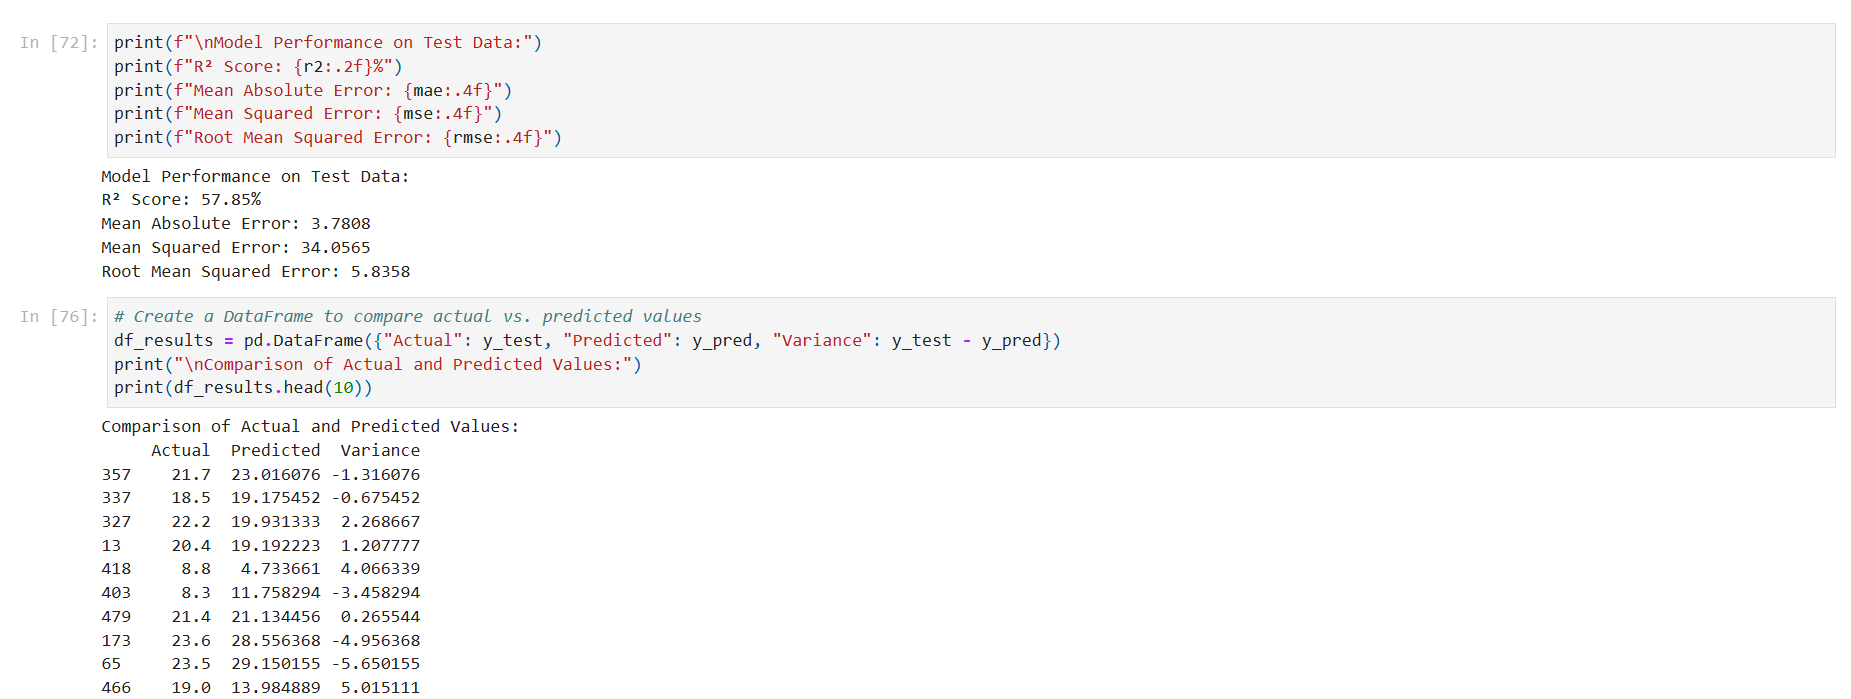 In [72]: print(f"\nModel Performance on Test Data:")
print(f"R² Score: {r2:.2f}%")
print(f"Mean Absolute Error: {mae:.4f}")
print(f"Mean Squared Error: {mse:.4f}")
print(f"Root Mean Squared Error: {rmse:.4f}")
Model Performance on Test Data:
R² Score: 57.85%
Mean Absolute Error: 3.7808
Mean Squared Error: 34.0565
Root Mean Squared Error: 5.8358
In [76]: # Create a DataFrame to compare actual vs. predicted values
df_results = pd.DataFrame({"Actual": y_test, "Predicted": y_pred, "Variance": y_test - y_pred})
print("\nComparison of Actual and Predicted Values:")
print(df_results.head(10))
Comparison of Actual and Predicted Values:
     Actual  Predicted  Variance
357    21.7  23.016076 -1.316076
337    18.5  19.175452 -0.675452
327    22.2  19.931333  2.268667
13     20.4  19.192223  1.207777
418     8.8   4.733661  4.066339
403     8.3  11.758294 -3.458294
479    21.4  21.134456  0.265544
173    23.6  28.556368 -4.956368
65     23.5  29.150155 -5.650155
466    19.0  13.984889  5.015111